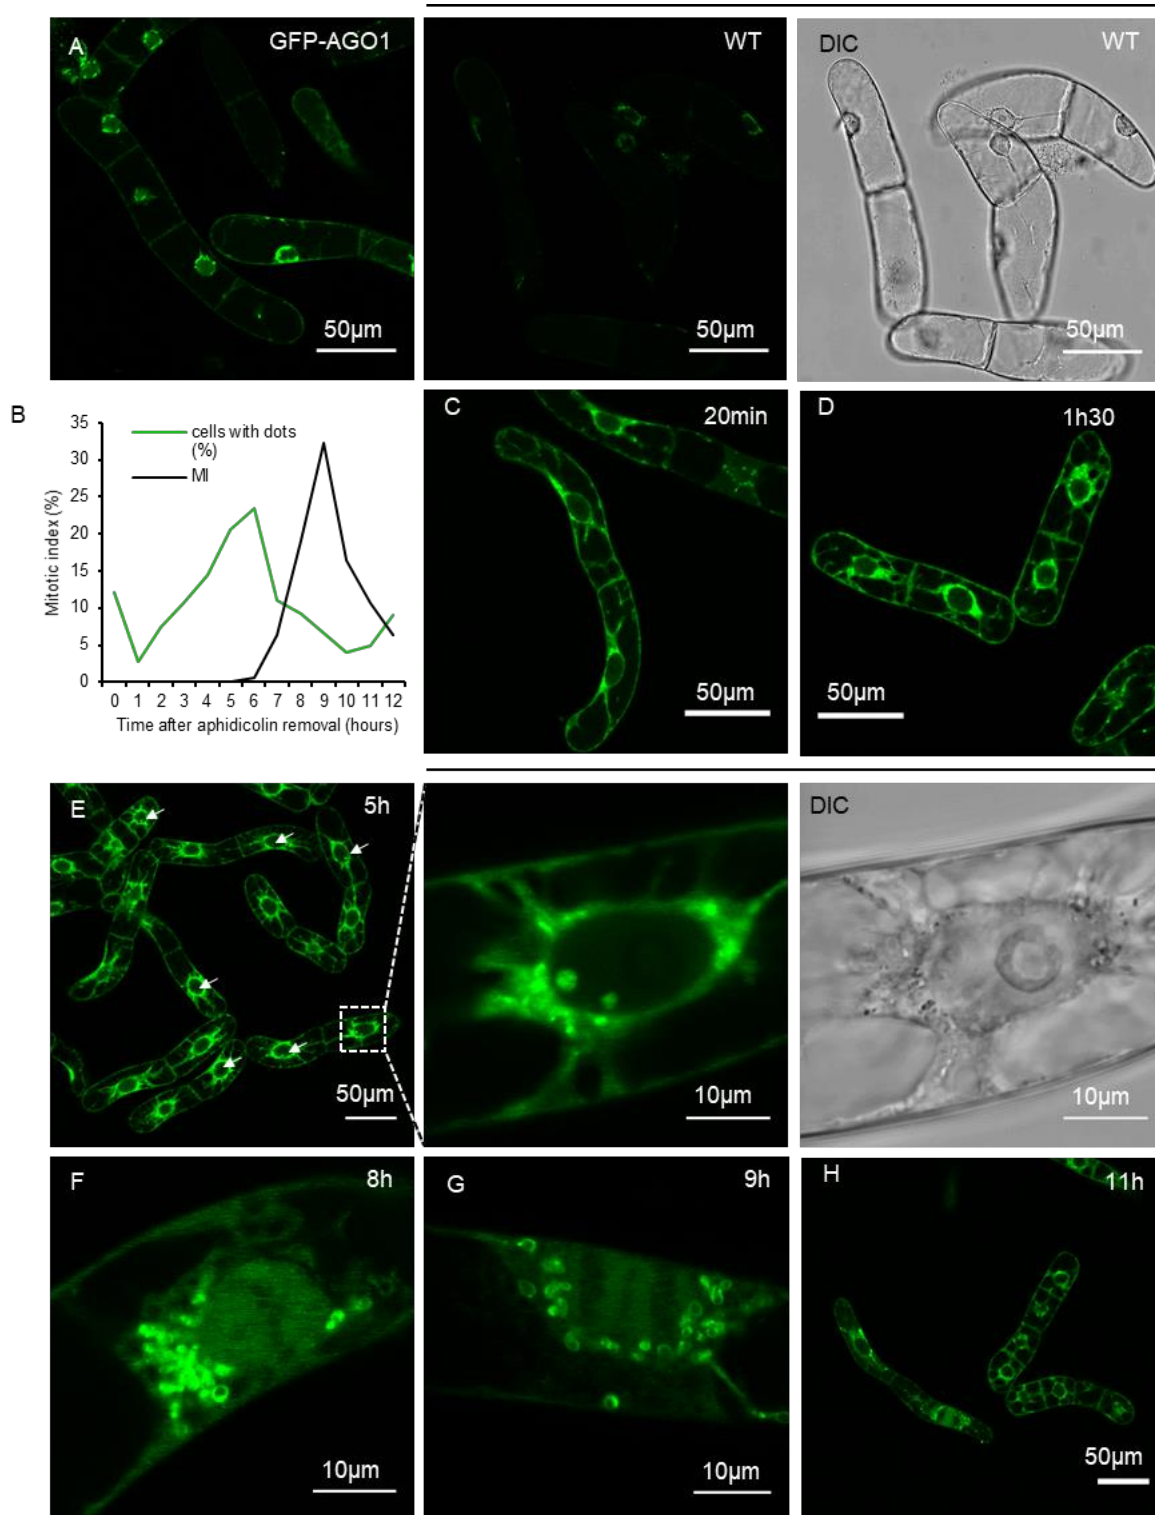 A
GFP-AGO1
WT
DIC
WT
50µm
50µm
50µm
B
35
30
25
20
15
10
5
0
cells with dots
(%)
MI
Mitotic index (%)
0 1 2 3 4 5 6 7 8 9 10 11 12
Time after aphidicolin removal (hours)
C
20min
50µm
D
1h30
50µm
E
5h
50µm
10µm
DIC
10µm
F
8h
10µm
G
9h
10µm
H
11h
50µm